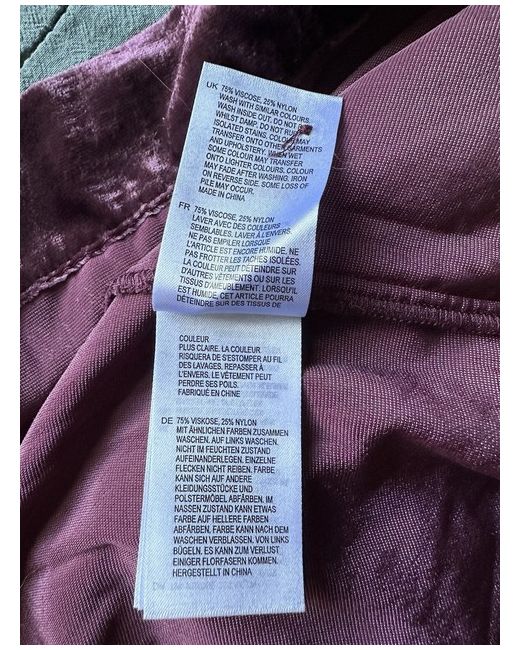 UK 75% VISCOSE, 25% NYLON
WASH WITH SIMILAR COLOURS.
WASH INSIDE OUT. DO NOT
WHILST DAMP. DO NOT RUB
ISOLATED STAINS. COLOUR MAY
TRANSFER ONTO OTHER GARMENTS
AND UPHOLSTERY. WHEN WET
SOME COLOUR MAY TRANSFER
ONTO LIGHTER COLOURS. COLOUR
MAY FADE AFTER WASHING. IRON
ON REVERSE SIDE. SOME LOSS OF
PILE MAY OCCUR.
MADE IN CHINA
FR 75% VISCOSE, 25% NYLON
LAVER AVEC DES COULEURS
SEMBLABLES. LAVER À L'ENVERS.
NE PAS EMPILER LORSQUE
L'ARTICLE EST ENCORE HUMIDE. NE
PAS FROTTER LES TACHES ISOLÉES.
LA COULEUR PEUT DÉTEINDRE SUR
D'AUTRES VÊTEMENTS OU SUR LES
TISSUS D'AMEUBLEMENT. LORSQU'IL
EST HUMIDE, CET ARTICLE POURRA
DÉTEINDRE SUR DES TISSUS DE
COULEUR
PLUS CLAIRE. LA COULEUR
RISQUERA DE S'ESTOMPER AU FIL
DES LAVAGES. REPASSER À
L'ENVERS. LE VÊTEMENT PEUT
PERDRE SES POILS.
FABRIQUÉ EN CHINE
DE 75% VISKOSE, 25% NYLON
MIT ÄHNLICHEN FARBEN ZUSAMMEN
WASCHEN. AUF LINKS WASCHEN.
NICHT IM FEUCHTEN ZUSTAND
AUFEINANDERLEGEN. EINZELNE
FLECKEN NICHT REIBEN. FARBE
KANN SICH AUF ANDERE
KLEIDUNGSSTÜCKE UND
POLSTERMÖBEL ABFÄRBEN. IM
NASSEN ZUSTAND KANN ETWAS
FARBE AUF HELLERE FARBEN
ABFÄRBEN. FARBE KANN NACH DEM
WASCHEN VERBLASSEN. VON LINKS
BÜGELN. ES KANN ZUM VERLUST
EINIGER FLORFASERN KOMMEN.
HERGESTELLT IN CHINA